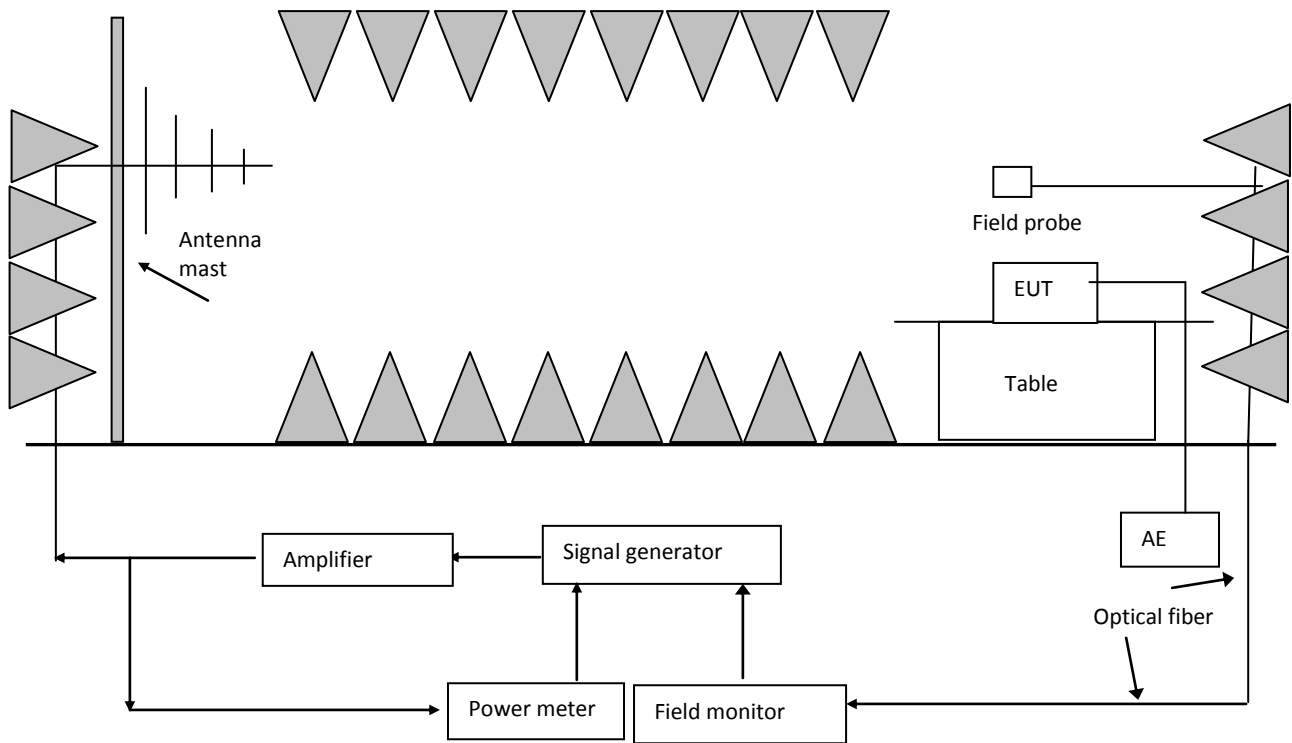 Antenna
mast
Field probe
EUT
Table
AE
Signal generator
Amplifier
Optical fiber
Power meter
Field monitor